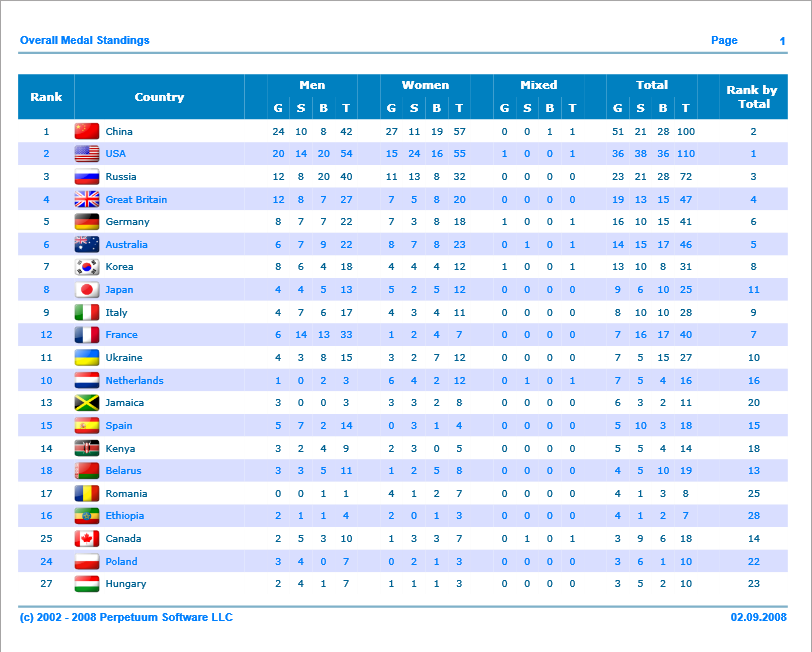 Overall Medal Standings Page 1
Rank Country Men Women Mixed Total Rank by Total
G S B T G S B T G S B T G S B T
1 China 24 10 8 42 27 11 19 57 0 0 1 1 51 21 28 100 2
2 USA 20 14 20 54 15 24 16 55 1 0 0 1 36 38 36 110 1
3 Russia 12 8 20 40 11 13 8 32 0 0 0 0 23 21 28 72 3
4 Great Britain 12 8 7 27 7 5 8 20 0 0 0 0 19 13 15 47 4
5 Germany 8 7 7 22 7 3 8 18 1 0 0 1 16 10 15 41 6
6 Australia 6 7 9 22 8 7 8 23 0 1 0 1 14 15 17 46 5
7 Korea 8 6 4 18 4 4 4 12 1 0 0 1 13 10 8 31 8
8 Japan 4 4 5 13 5 2 5 12 0 0 0 0 9 6 10 25 11
9 Italy 4 7 6 17 4 3 4 11 0 0 0 0 8 10 10 28 9
12 France 6 14 13 33 1 2 4 7 0 0 0 0 7 16 17 40 7
11 Ukraine 4 3 8 15 3 2 7 12 0 0 0 0 7 5 15 27 10
10 Netherlands 1 0 2 3 6 4 2 12 0 1 0 1 7 5 4 16 16
13 Jamaica 3 0 0 3 3 3 2 8 0 0 0 0 6 3 2 11 20
15 Spain 5 7 2 14 0 3 1 4 0 0 0 0 5 10 3 18 15
14 Kenya 3 2 4 9 2 3 0 5 0 0 0 0 5 5 4 14 18
18 Belarus 3 3 5 11 1 2 5 8 0 0 0 0 4 5 10 19 13
17 Romania 0 0 1 1 4 1 2 7 0 0 0 0 4 1 3 8 25
16 Ethiopia 2 1 1 4 2 0 1 3 0 0 0 0 4 1 2 7 28
25 Canada 2 5 3 10 1 3 3 7 0 1 0 1 3 9 6 18 14
24 Poland 3 4 0 7 0 2 1 3 0 0 0 0 3 6 1 10 22
27 Hungary 2 4 1 7 1 1 1 3 0 0 0 0 3 5 2 10 23
(c) 2002 - 2008 Perpetuum Software LLC 02.09.2008